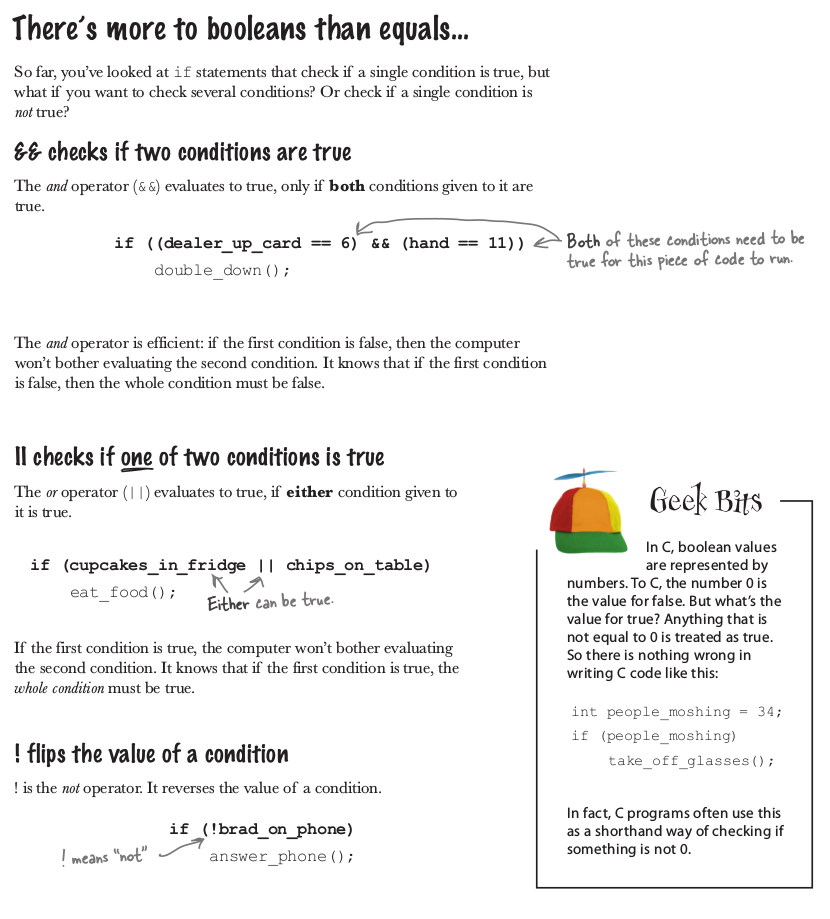 There's more to booleans than equals...
So far, you've looked at if statements that check if a single condition is true, but
what if you want to check several conditions? Or check if a single condition is
not true?
&& checks if two conditions are true
The and operator (&&) evaluates to true, only if both conditions given to it are
true.
if ((dealer_up_card == 6) && (hand == 11))
double_down();
Both of these conditions need to be
true for this piece of code to run.
The and operator is efficient: if the first condition is false, then the computer
won't bother evaluating the second condition. It knows that if the first condition
is false, then the whole condition must be false.
|| checks if one of two conditions is true
The or operator (||) evaluates to true, if either condition given to
it is true.
if (cupcakes_in_fridge || chips_on_table)
eat_food();
Either can be true.
If the first condition is true, the computer won't bother evaluating
the second condition. It knows that if the first condition is true, the
whole condition must be true.
! flips the value of a condition
! is the not operator. It reverses the value of a condition.
if (!brad_on_phone)
answer_phone();
! means "not"
Geek Bits
In C, boolean values
are represented by
numbers. To C, the number 0 is
the value for false. But what's the
value for true? Anything that is
not equal to 0 is treated as true.
So there is nothing wrong in
writing C code like this:
int people_moshing = 34;
if (people_moshing)
take_off_glasses();
In fact, C programs often use this
as a shorthand way of checking if
something is not 0.